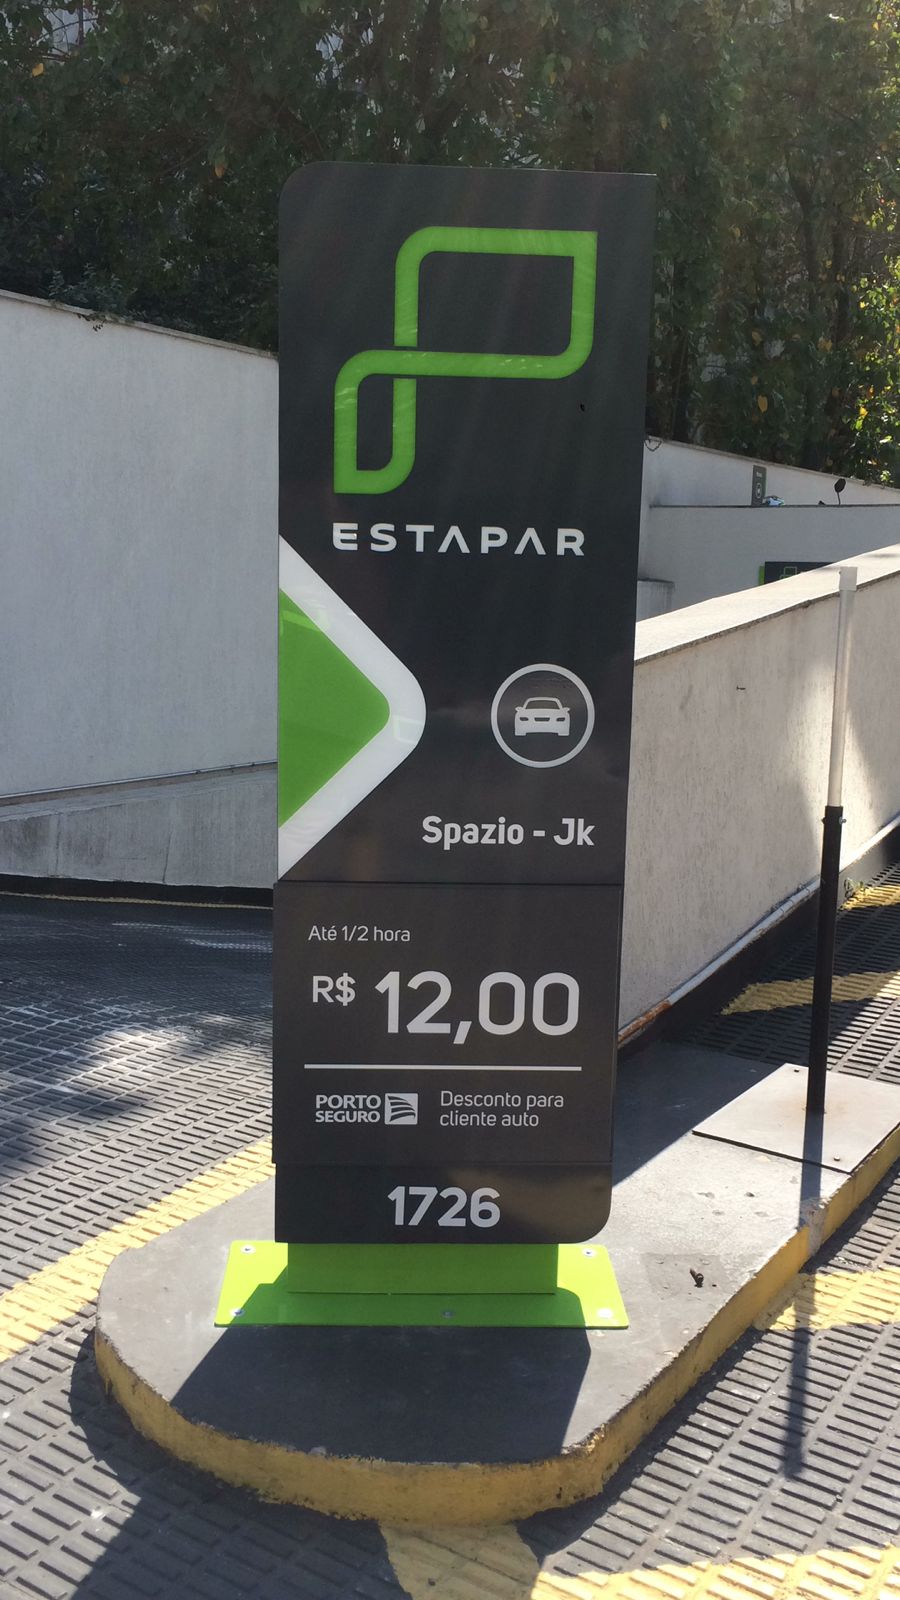 ESTAPAR
Spazio - Jk
Até 1/2 hora
R$ 12,00
PORTO
SEGURO
Desconto para
cliente auto
1726